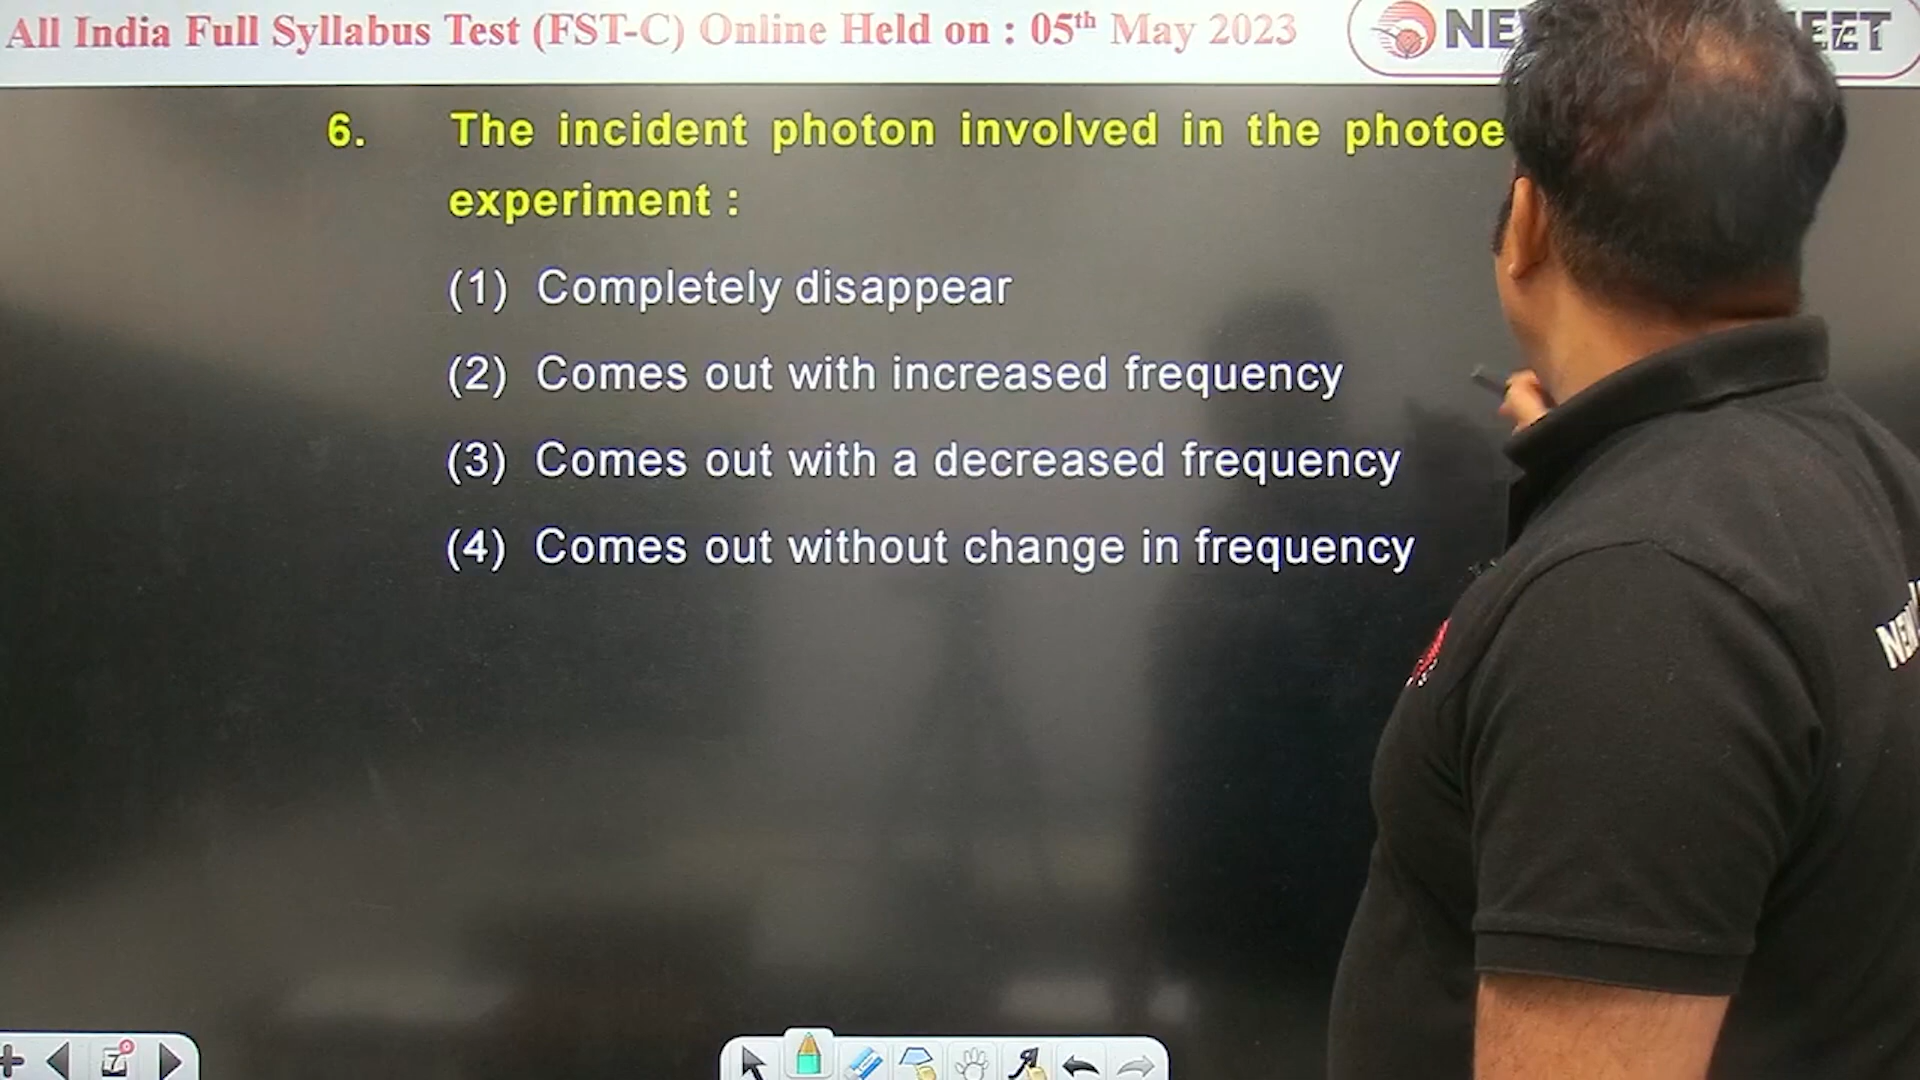 All India Full Syllabus Test (FST-C) Online Held on : 05th May 2023
6. The incident photon involved in the
experiment :
(1) Completely disappear
(2) Comes out with increased frequency
(3) Comes out with a decreased frequency
(4) Comes out without change in frequency
7